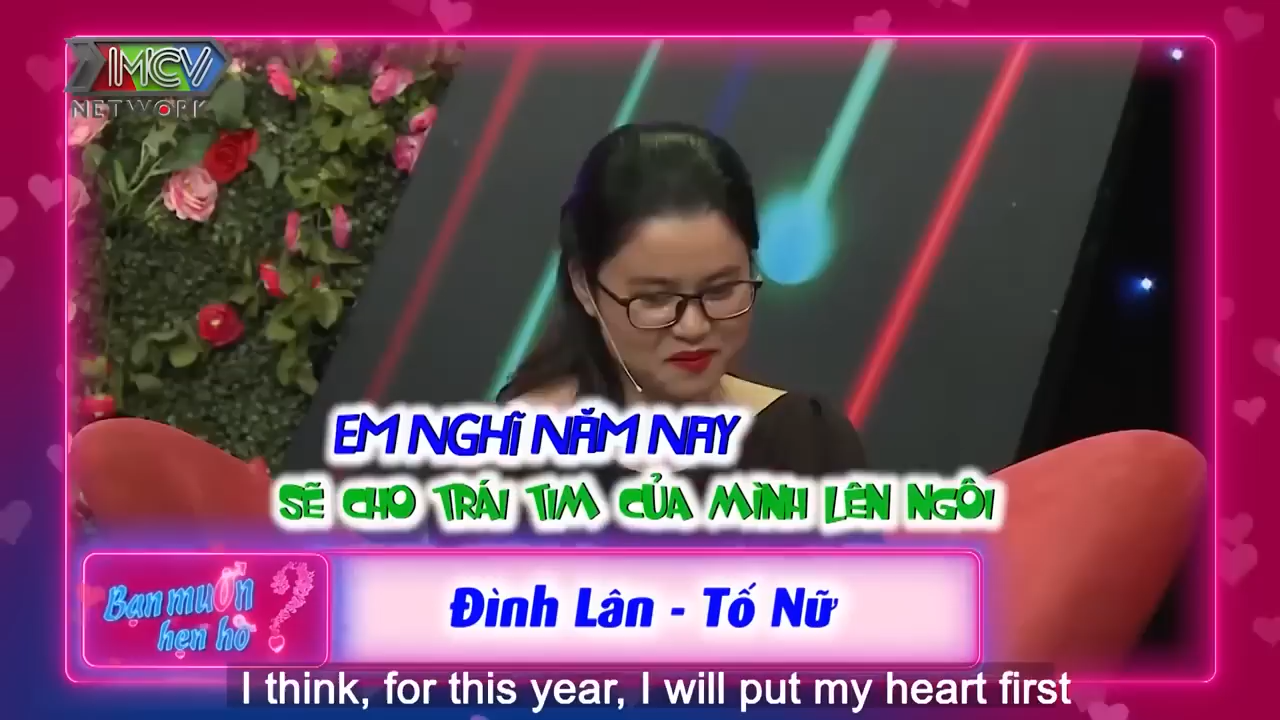 MCV
NETWORK
EM NGHĨ NĂM NAY
SẼ CHO TRÁI TIM CỦA MÌNH LÊN NGÔI
Bạn muốn
hẹn hò ?
Đình Lân - Tố Nữ
I think, for this year, I will put my heart first